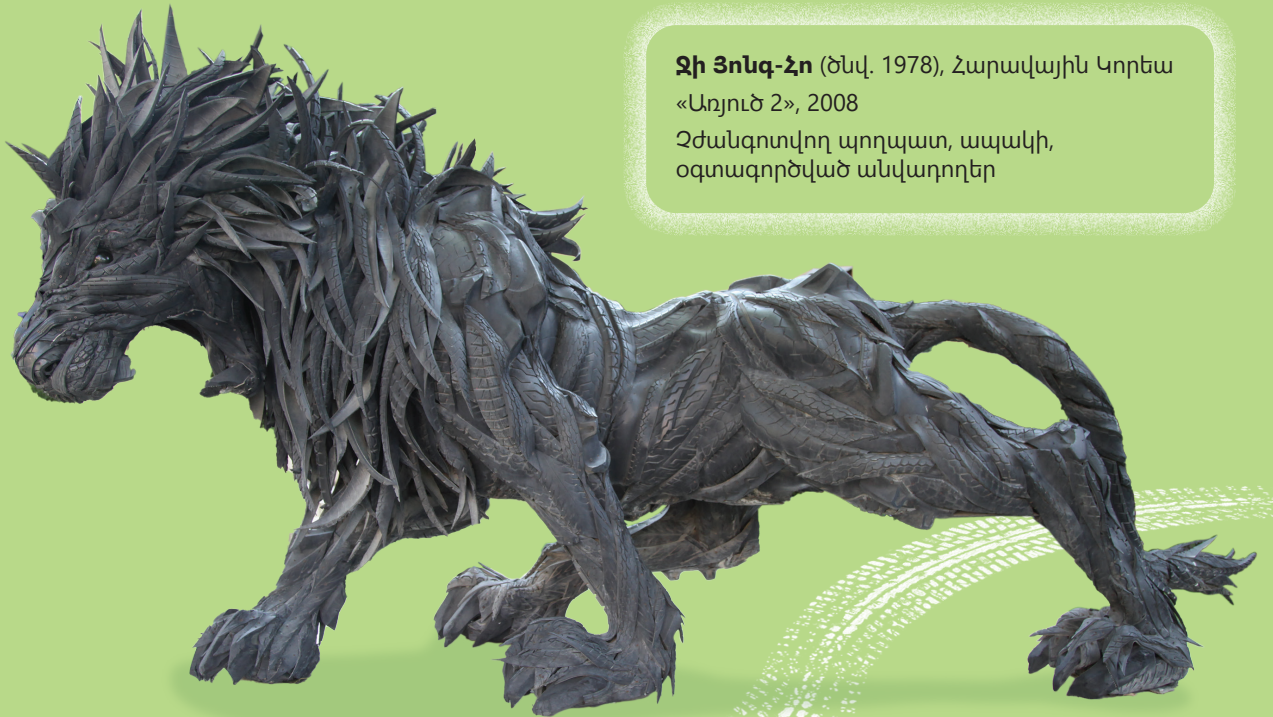 Ջի Յոնգ-Հո (ծնվ. 1978), Հարավային Կորեա
«Առյուծ 2», 2008
Չժանգոտվող պողպատ, ապակի,
օգտագործված անվադողեր